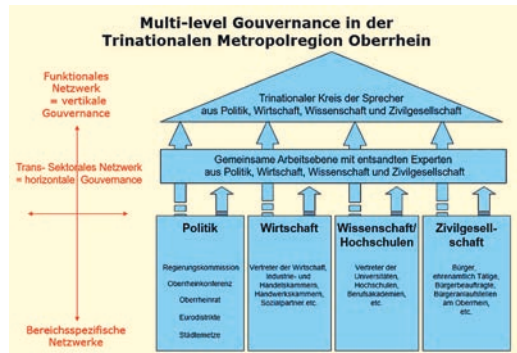 Multi-level Gouvernance in der
Trinationalen Metropolregion Oberrhein
Funktionales
Netzwerk
= vertikale
Gouvernance
Trans- Sektorales Netzwerk
= horizontale Gouvernance
Bereichsspezifische
Netzwerke
Trinationaler Kreis der Sprecher
aus Politik, Wirtschaft, Wissenschaft und Zivilgesellschaft
Gemeinsame Arbeitsebene mit entsandten Experten
aus Politik, Wirtschaft, Wissenschaft und Zivilgesellschaft
Politik
Regierungskommission
Oberrheinkonferenz
Oberrheinrat
Eurodistrikte
Städtenetze
Wirtschaft
Vertreter der Wirtschaft,
Industrie- und
Handelskammern,
Handwerkskammern,
Sozialpartner etc.
Wissenschaft/
Hochschulen
Vertreter der
Universitäten,
Hochschulen,
Berufsakademien,
etc.
Zivilgesell-
schaft
Bürger,
ehrenamtlich Tätige,
Bürgerbeauftragte,
Bürgeranlaufstellen
am Oberrhein,
etc.